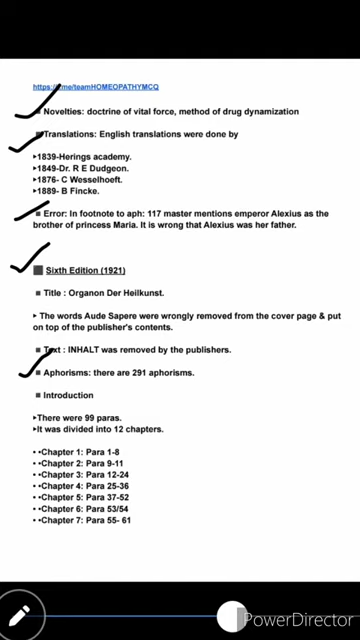 https://t.me/teamHOMEOPATHYMCQ
▪Novelties: doctrine of vital force, method of drug dynamization
▪Translations: English translations were done by
▸1839-Herings academy.
▸1849-Dr. R E Dudgeon.
▸1876- C Wesselhoeft.
▸1889- B Fincke.
▪Error: In footnote to aph: 117 master mentions emperor Alexius as the
brother of princess Maria. It is wrong that Alexius was her father.
⬛ Sixth Edition (1921)
▪Title : Organon Der Heilkunst.
▸ The words Aude Sapere were wrongly removed from the cover page & put
on top of the publisher's contents.
▪Text : INHALT was removed by the publishers.
▪Aphorisms: there are 291 aphorisms.
▪Introduction
▸There were 99 paras.
▸It was divided into 12 chapters.
▪•Chapter 1: Para 1-8
▪•Chapter 2: Para 9-11
▪•Chapter 3: Para 12-24
▪•Chapter 4: Para 25-36
▪•Chapter 5: Para 37-52
▪•Chapter 6: Para 53/54
▪•Chapter 7: Para 55- 61
PowerDirector